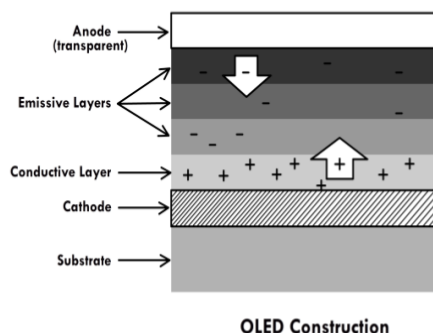 Anode
(transparent)
Emissive Layers
Conductive Layer
Cathode
Substrate
OLED Construction